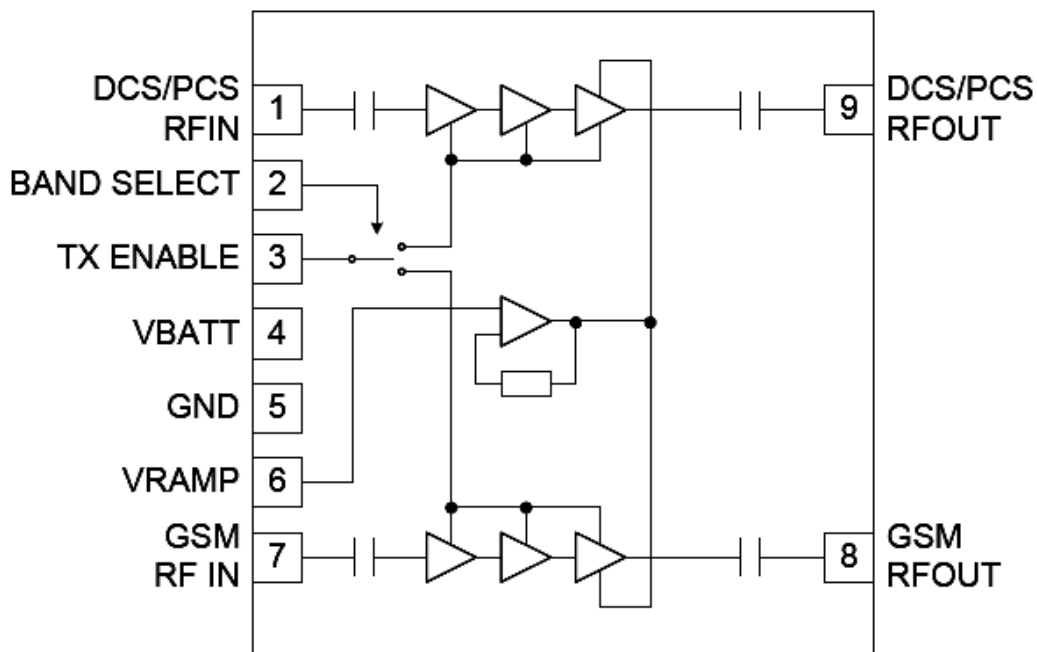 DCS/PCS
RFIN
1
BAND SELECT
2
TX ENABLE
3
VBATT
4
GND
5
VRAMP
6
GSM
RF IN
7
9
DCS/PCS
RFOUT
8
GSM
RFOUT